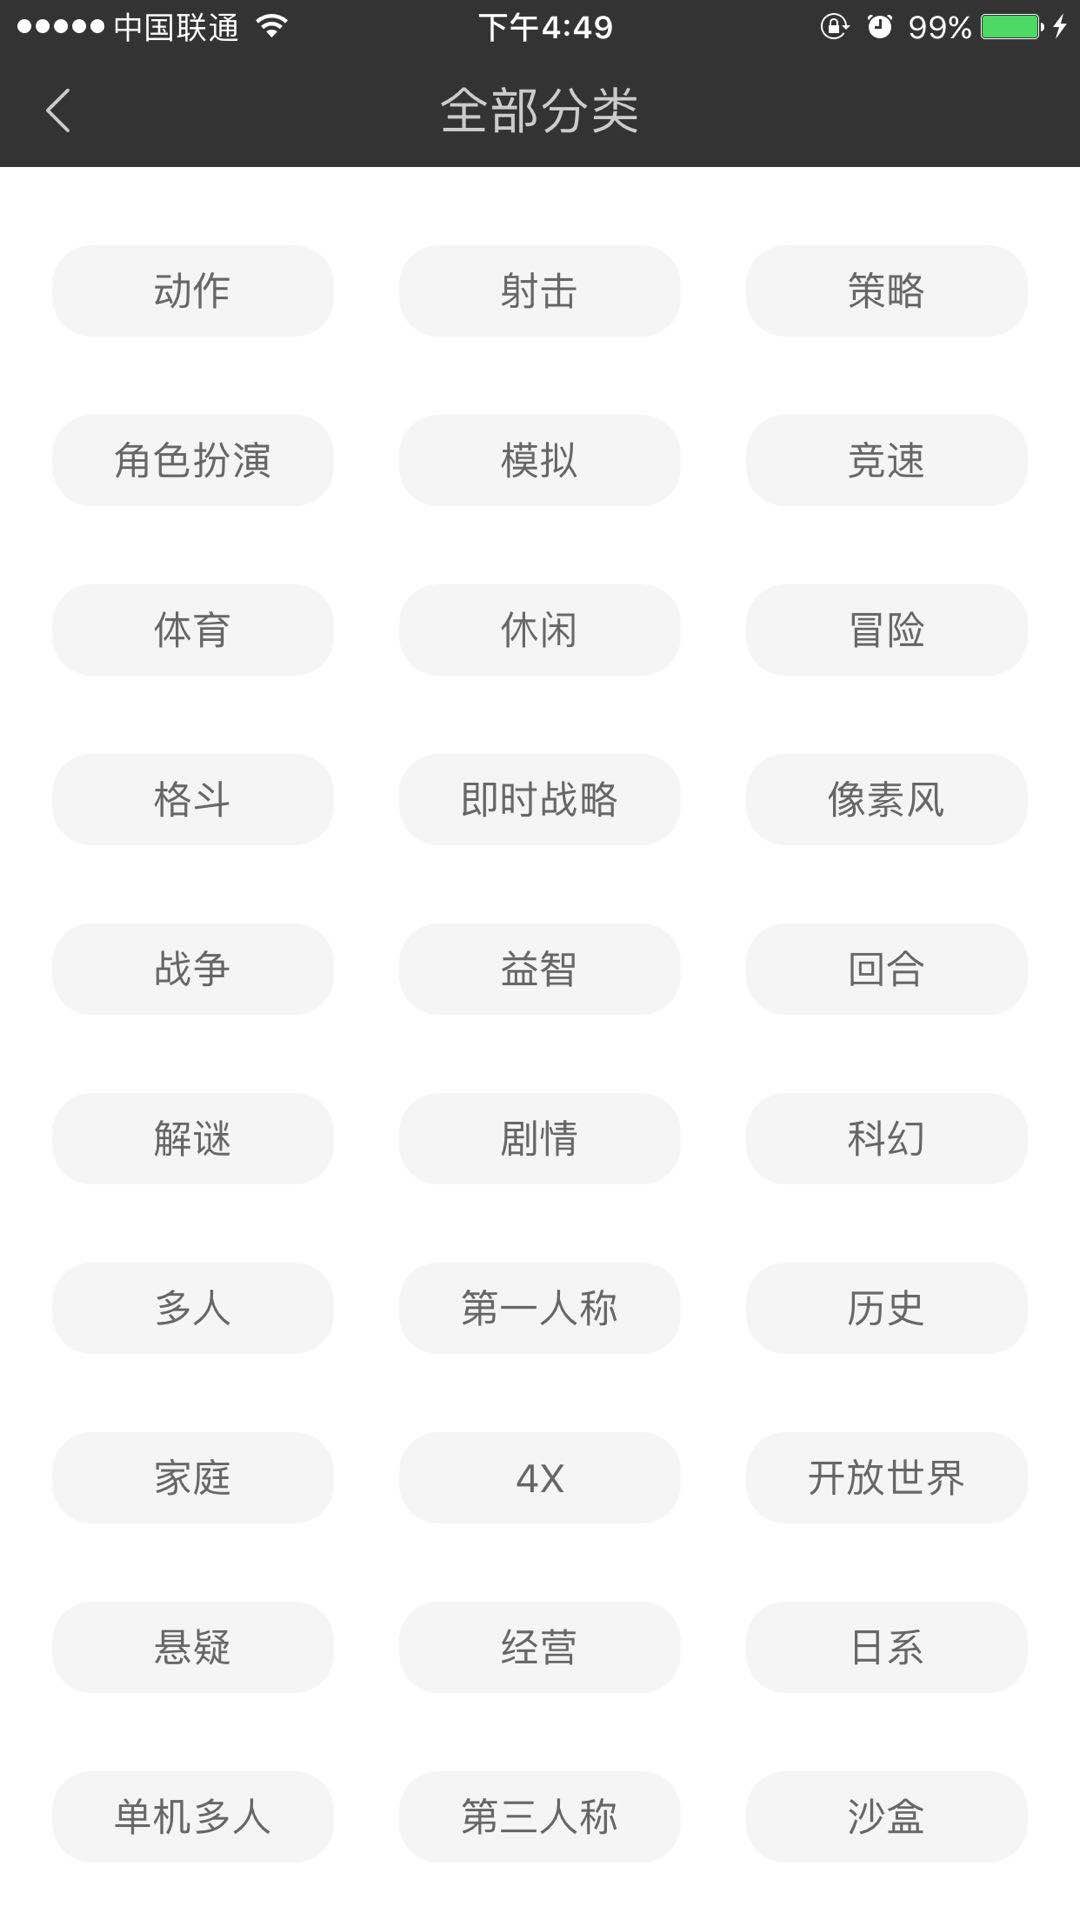 中国联通 下午4:49 99%
全部分类
动作 射击 策略
角色扮演 模拟 竞速
体育 休闲 冒险
格斗 即时战略 像素风
战争 益智 回合
解谜 剧情 科幻
多人 第一人称 历史
家庭 4X 开放世界
悬疑 经营 日系
单机多人 第三人称 沙盒